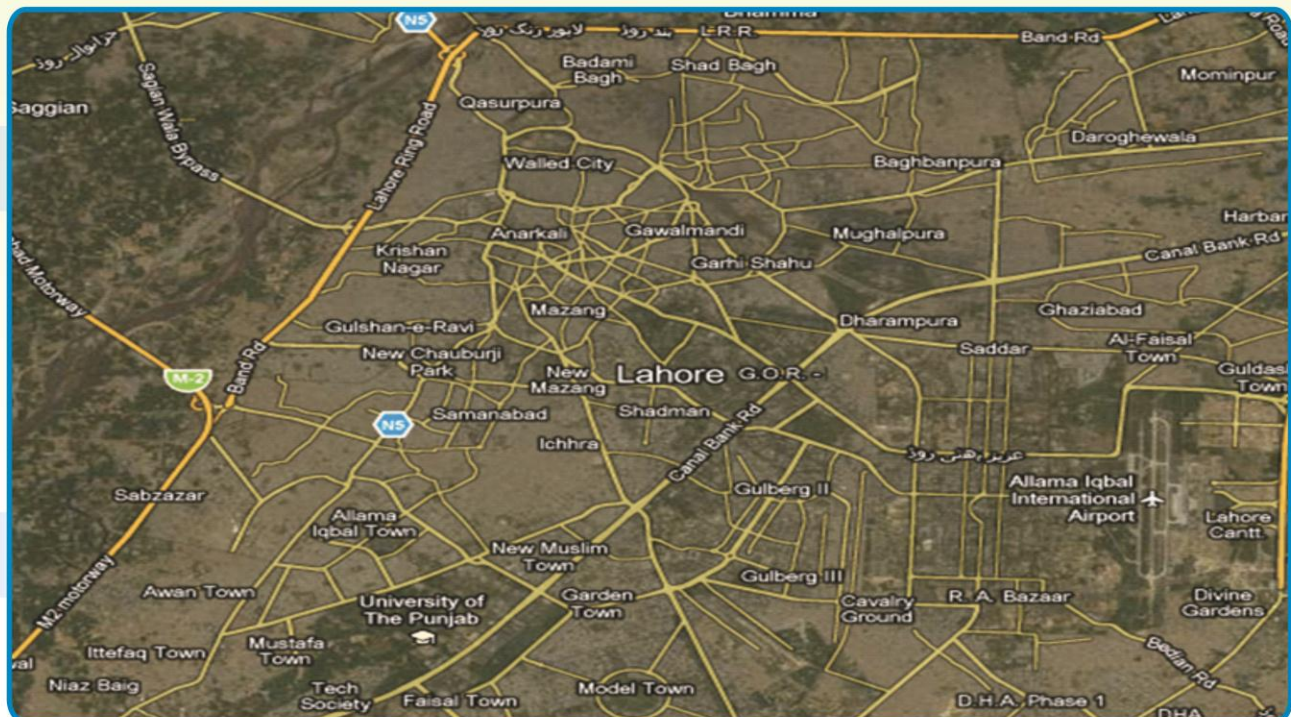 N5
Dhamma
جڑانوالہ روڈ
لاہور رنگ روڈ
بند روڈ
L R R
Band Rd
Badami
Bagh
Shad Bagh
Mominpur
Saggian
Sagian Wala Bypass
Qasurpura
Lahore Ring Road
Daroghewala
Walled City
Baghbanpura
Anarkali
Gawalmandi
Mughalpura
Canal Bank Rd
Krishan
Nagar
Garhi Shahu
Mazang
Ghaziabad
Gulshan-e-Ravi
Dharampura
Al-Faisal
Town
Saddar
New Chauburji
Park
New
Mazang
Lahore
G.O.R. -
Town
M-2
Band Rd
Samanabad
Shadman
N5
Ichhra
Canal Bank Rd
Sabzazar
Gulberg II
Allama Iqbal
International
Airport
Allama
Iqbal Town
Lahore
Cantt.
New Muslim
Town
M2 motorway
Awan Town
University of
The Punjab
Garden
Town
Gulberg III
Cavalry
Ground
R. A. Bazaar
Divine
Gardens
Ittefaq Town
Mustafa
Town
Bedian Rd
Niaz Baig
Tech
Society
Faisal Town
Model Town
D.H.A. Phase 1
DHA